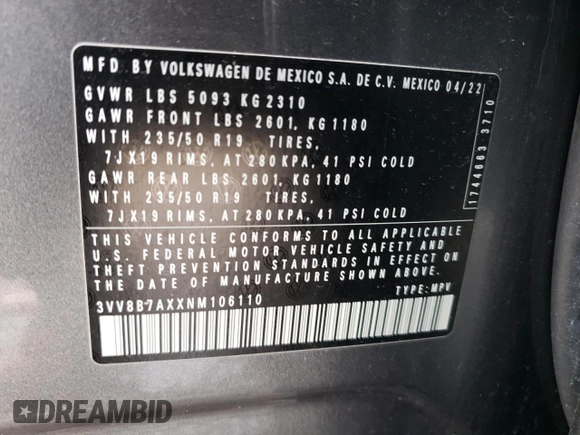 MFD. BY VOLKSWAGEN DE MEXICO S.A. DE C.V. MEXICO 04/22
GVWR LBS 5093 KG 2310
GAWR FRONT LBS 2601, KG 1180
WITH 235/50 R19 TIRES,
7JX19 RIMS, AT 280 KPA, 41 PSI COLD
GAWR REAR LBS 2601, KG 1180
WITH 235/50 R19 TIRES,
7JX19 RIMS, AT 280 KPA, 41 PSI COLD
THIS VEHICLE CONFORMS TO ALL APPLICABLE
U.S. FEDERAL MOTOR VEHICLE SAFETY AND
THEFT PREVENTION STANDARDS IN EFFECT ON
THE DATE OF MANUFACTURE SHOWN ABOVE.
3VV8B7AXXNM106110 TYPE: MPV
1744663 3710
DREAMBID